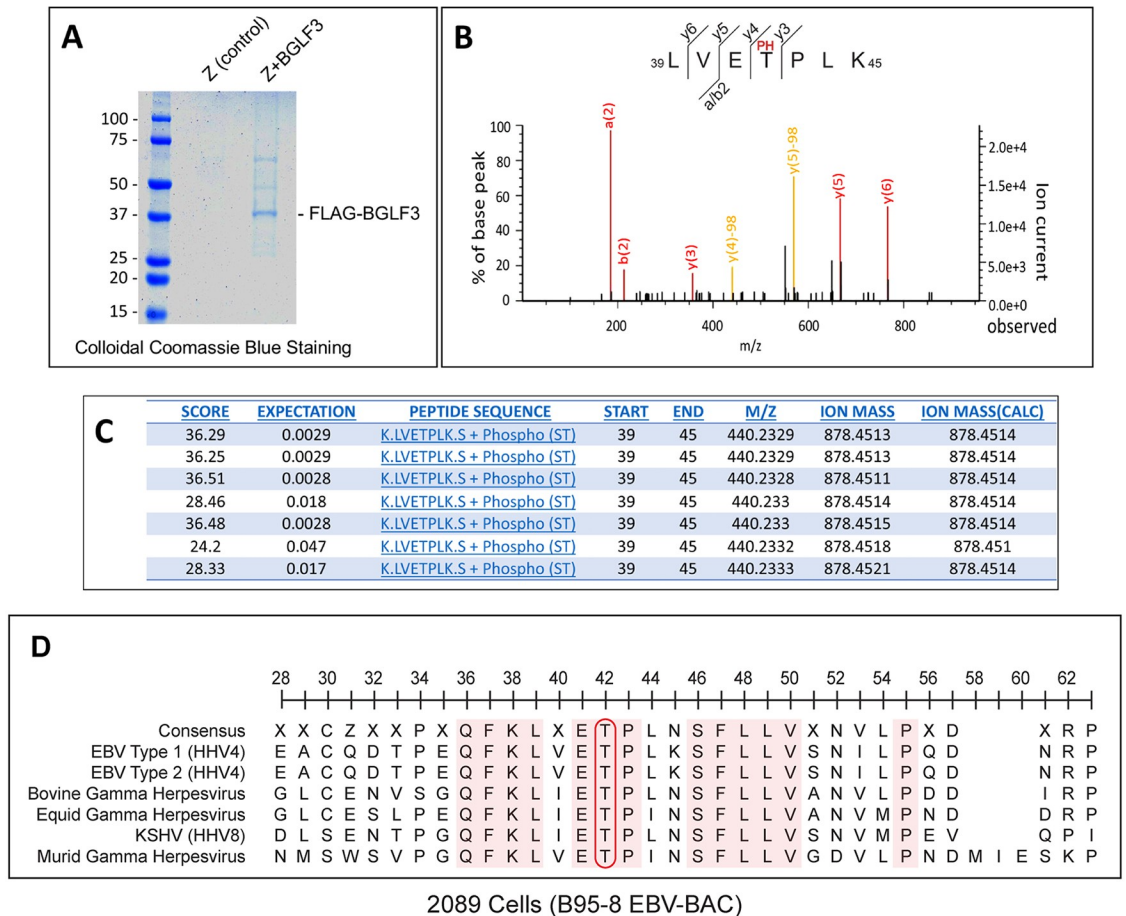 A
Z (control)
Z+BGLF3
100 -
75 -
50 -
37 -
25 -
20 -
15 -
- FLAG-BGLF3
Colloidal Coomassie Blue Staining
B
y6 y5 y4 y3
PH
39 L V E T P L K 45
a/b2
% of base peak
100
80
60
40
20
0
a(2)
b(2)
y(3)
y(4)-98
y(5)-98
y(5)
y(6)
2.0e+4
1.5e+4
1.0e+4
5.0e+3
0.0e+0
Ion current
200 400 600 800
observed
m/z
C
SCORE EXPECTATION PEPTIDE SEQUENCE START END M/Z ION MASS ION MASS(CALC)
36.29 0.0029 K.LVETPLK.S + Phospho (ST) 39 45 440.2329 878.4513 878.4514
36.25 0.0029 K.LVETPLK.S + Phospho (ST) 39 45 440.2329 878.4513 878.4514
36.51 0.0028 K.LVETPLK.S + Phospho (ST) 39 45 440.2328 878.4511 878.4514
28.46 0.018 K.LVETPLK.S + Phospho (ST) 39 45 440.233 878.4514 878.4514
36.48 0.0028 K.LVETPLK.S + Phospho (ST) 39 45 440.233 878.4515 878.4514
24.2 0.047 K.LVETPLK.S + Phospho (ST) 39 45 440.2332 878.4518 878.451
28.33 0.017 K.LVETPLK.S + Phospho (ST) 39 45 440.2333 878.4521 878.4514
D
28 30 32 34 36 38 40 42 44 46 48 50 52 54 56 58 60 62
Consensus X X C Z X X P X Q F K L X E T P L N S F L L V X N V L P X D X R P
EBV Type 1 (HHV4) E A C Q D T P E Q F K L V E T P L K S F L L V S N I L P Q D N R P
EBV Type 2 (HHV4) E A C Q D T P E Q F K L V E T P L K S F L L V S N I L P Q D N R P
Bovine Gamma Herpesvirus G L C E N V S G Q F K L I E T P L N S F L L V A N V L P D D I R P
Equid Gamma Herpesvirus G L C E S L P E Q F K L I E T P I N S F L L V A N V M P N D D R P
KSHV (HHV8) D L S E N T P G Q F K L I E T P L N S F L L V S N V M P E V Q P I
Murid Gamma Herpesvirus N M S W S V P G Q F K L V E T P I N S F L L V G D V L P N D M I E S K P
2089 Cells (B95-8 EBV-BAC)